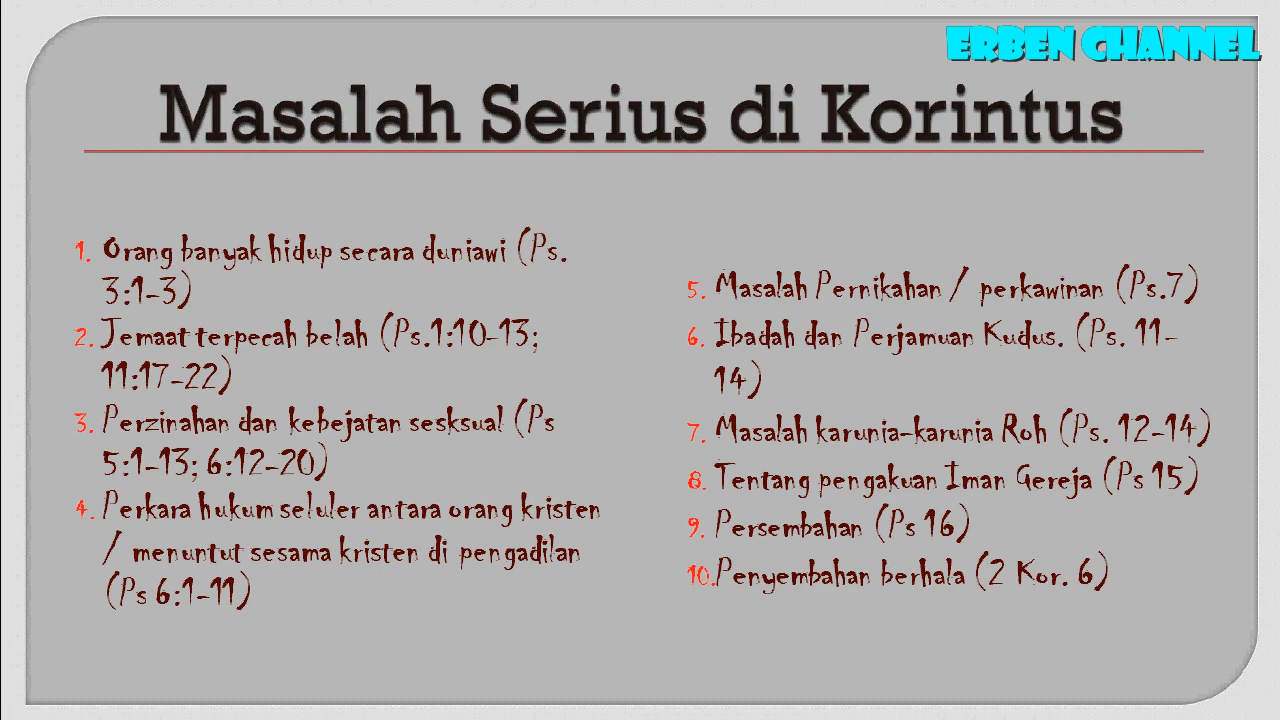 ERBEN CHANNEL
Masalah Serius di Korintus
1. Orang banyak hidup secara duniawi (Ps.
3:1-3)
2. Jemaat terpecah belah (Ps.1:10-13;
11:17-22)
3. Perzinahan dan kebejatan sesksual (Ps
5:1-13; 6:12-20)
4. Perkara hukum seluler antara orang kristen
/ menuntut sesama kristen di pengadilan
(Ps 6:1-11)
5. Masalah Pernikahan / perkawinan (Ps.7)
6. Ibadah dan Perjamuan Kudus. (Ps. 11-
14)
7. Masalah karunia-karunia Roh (Ps. 12-14)
8. Tentang pengakuan Iman Gereja (Ps 15)
9. Persembahan (Ps 16)
10. Penyembahan berhala (2 Kor. 6)